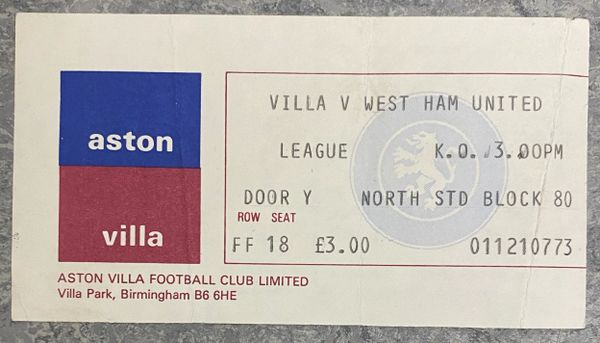 aston
villa
VILLA V WEST HAM UNITED
LEAGUE K.O. 3.00PM
DOOR Y NORTH STD BLOCK 80
ROW SEAT
FF 18 £3.00 011210773
ASTON VILLA FOOTBALL CLUB LIMITED
Villa Park, Birmingham B6 6HE